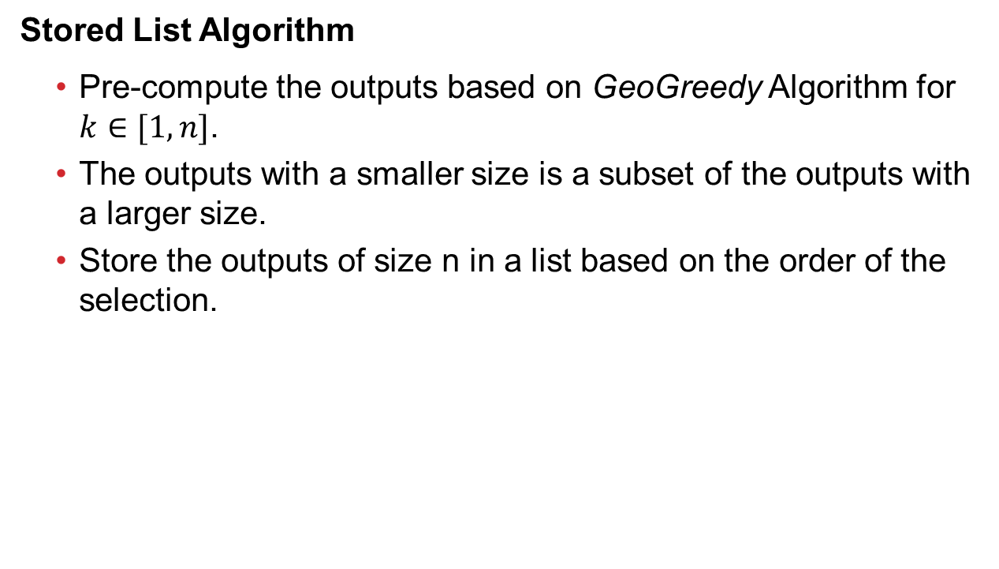 Stored List Algorithm
• Pre-compute the outputs based on GeoGreedy Algorithm for
𝑘 ∈ [1, 𝑛].
• The outputs with a smaller size is a subset of the outputs with
a larger size.
• Store the outputs of size n in a list based on the order of the
selection.